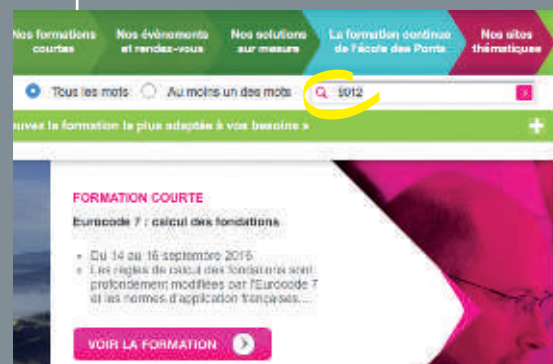 Nos formations courtes
Nos évènements et rendez-vous
Nos solutions sur mesure
La formation continue de l'école des Ponts
Nos sites thématiques
Tous les mots Au moins un des mots 9012
ouvez la formation la plus adaptée à vos besoins »
FORMATION COURTE
Eurocode 7 : calcul des fondations
Du 14 au 16 septembre 2016
Les règles de calcul des fondations sont
profondément modifiées par l'Eurocode 7
et les normes d'application françaises...
VOIR LA FORMATION